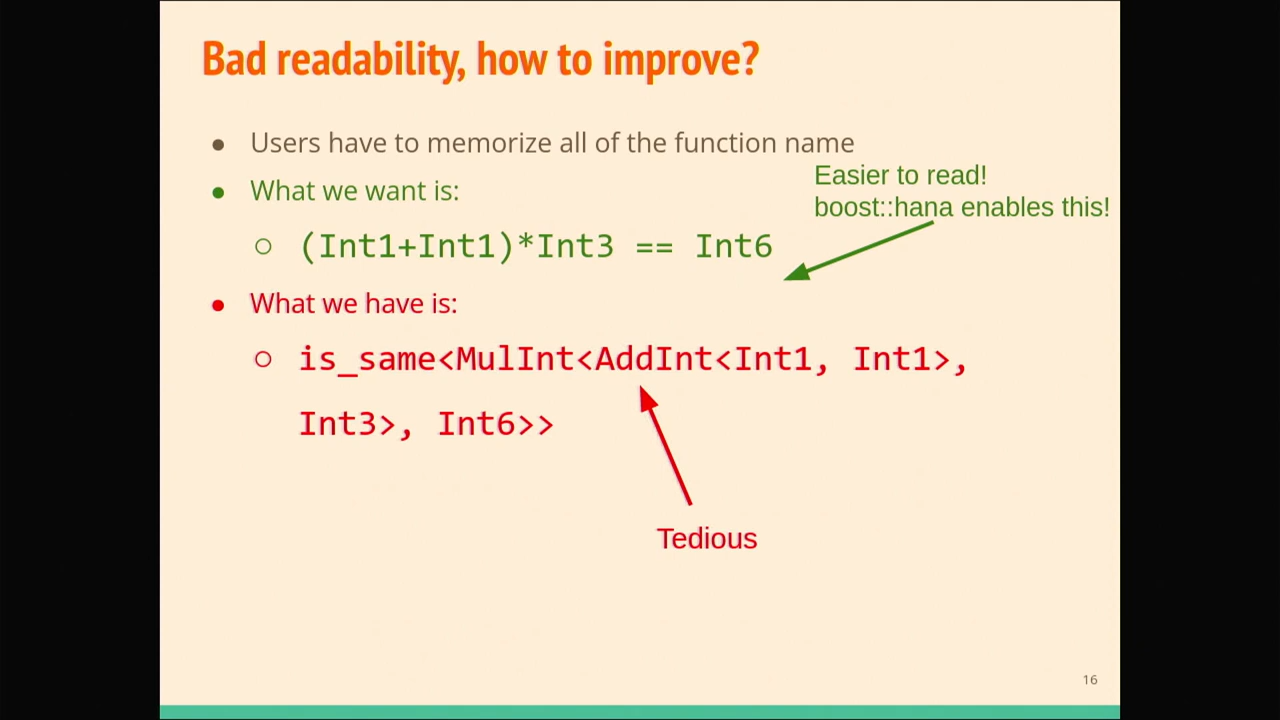 Bad readability, how to improve?
● Users have to memorize all of the function name
● What we want is:
Easier to read!
boost::hana enables this!
○ (Int1+Int1)*Int3 == Int6
● What we have is:
○ is_same<MulInt<AddInt<Int1, Int1>,
Int3>, Int6>>
Tedious
16